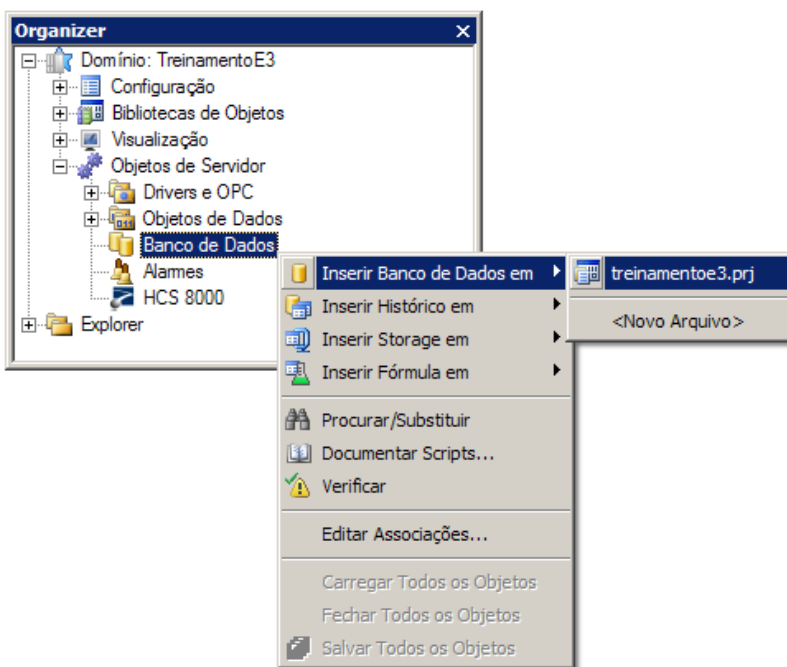 Organizer
Domínio: TreinamentoE3
Configuração
Bibliotecas de Objetos
Visualização
Objetos de Servidor
Drivers e OPC
Objetos de Dados
Banco de Dados
Alarmes
HCS 8000
Explorer
Inserir Banco de Dados em
Inserir Histórico em
Inserir Storage em
Inserir Fórmula em
Procurar/Substituir
Documentar Scripts...
Verificar
Editar Associações...
Carregar Todos os Objetos
Fechar Todos os Objetos
Salvar Todos os Objetos
treinamentoe3.prj
<Novo Arquivo>